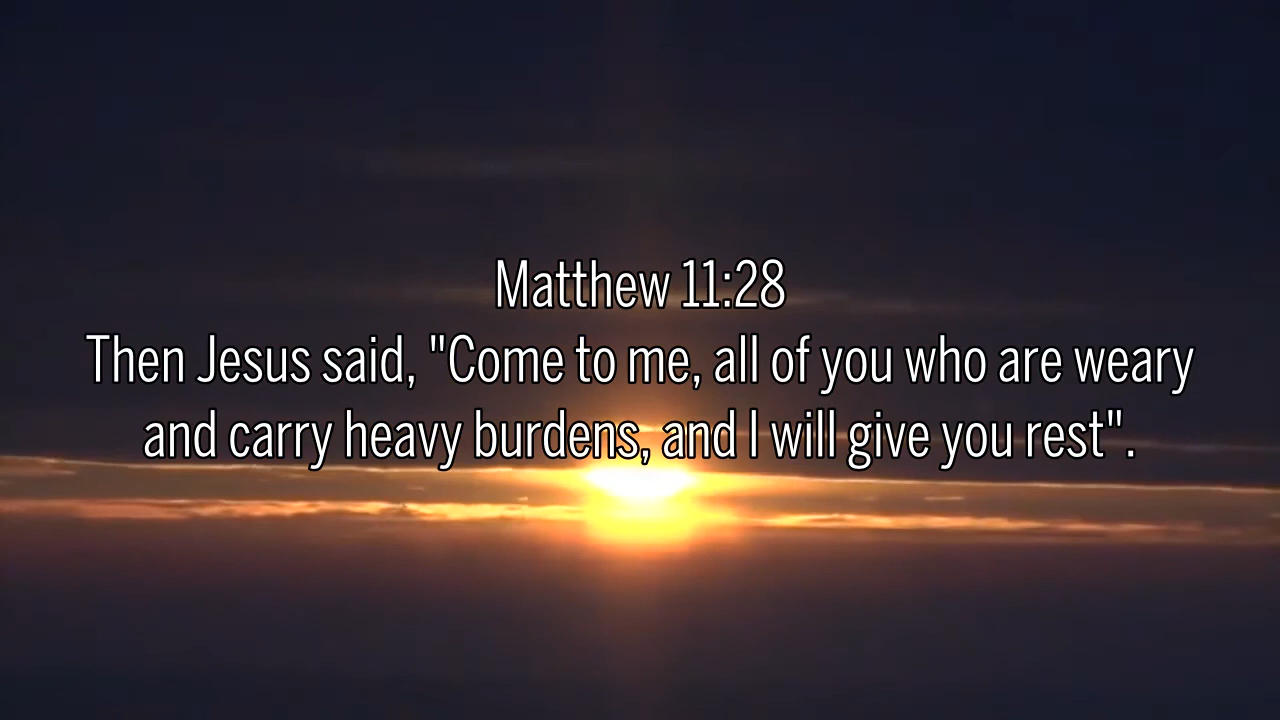 Matthew 11:28
Then Jesus said, "Come to me, all of you who are weary
and carry heavy burdens, and I will give you rest".